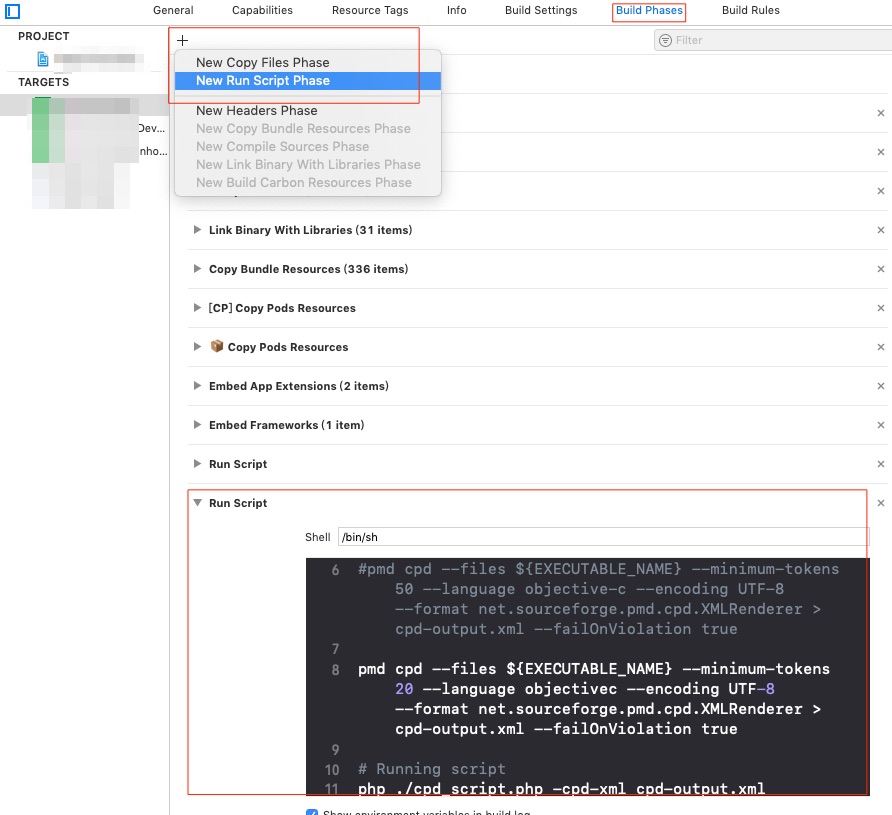 General Capabilities Resource Tags Info Build Settings Build Phases Build Rules
PROJECT
+
Filter
TARGETS
Dev...
nho...
New Copy Files Phase
New Run Script Phase
New Headers Phase
New Copy Bundle Resources Phase
New Compile Sources Phase
New Link Binary With Libraries Phase
New Build Carbon Resources Phase
Link Binary With Libraries (31 items)
Copy Bundle Resources (336 items)
[CP] Copy Pods Resources
📦 Copy Pods Resources
Embed App Extensions (2 items)
Embed Frameworks (1 item)
Run Script
Run Script
Shell /bin/sh
6 #pmd cpd --files ${EXECUTABLE_NAME} --minimum-tokens
50 --language objective-c --encoding UTF-8
--format net.sourceforge.pmd.cpd.XMLRenderer >
cpd-output.xml --failOnViolation true
7
8 pmd cpd --files ${EXECUTABLE_NAME} --minimum-tokens
20 --language objectivec --encoding UTF-8
--format net.sourceforge.pmd.cpd.XMLRenderer >
cpd-output.xml --failOnViolation true
9
10 # Running script
11 php ./cpd_script.php -cpd-xml cpd-output.xml
Show environment variables in build log